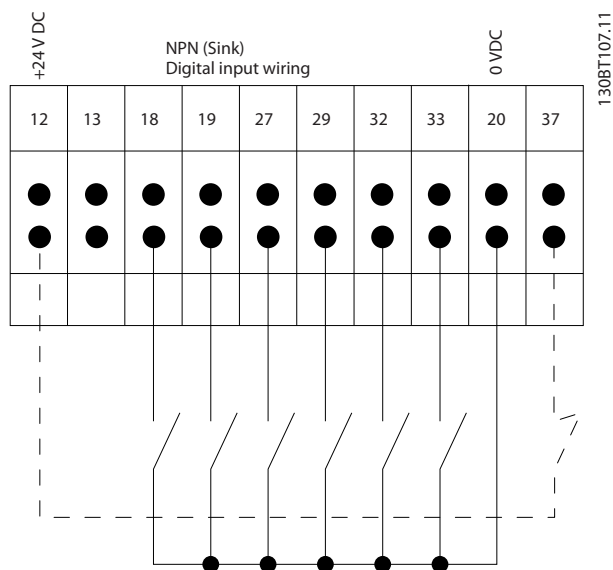 +24 V DC
NPN (Sink)
Digital input wiring
0 VDC
130BT107.11
12 13 18 19 27 29 32 33 20 37